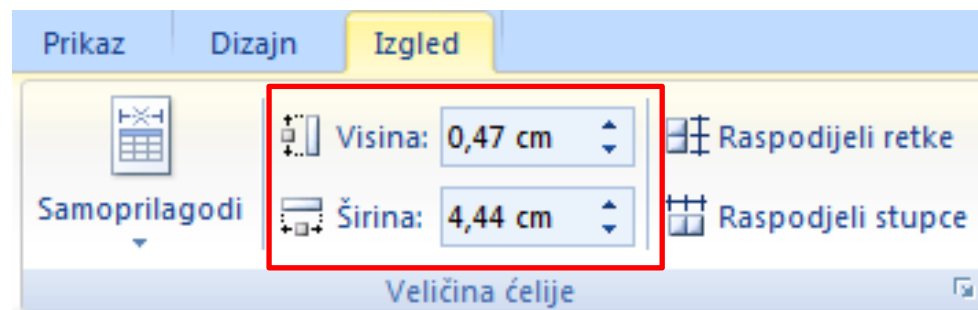 Prikaz Dizajn Izgled
Visina: 0,47 cm Raspodijeli retke
Samoprilagodi Širina: 4,44 cm Raspodjeli stupce
Veličina ćelije